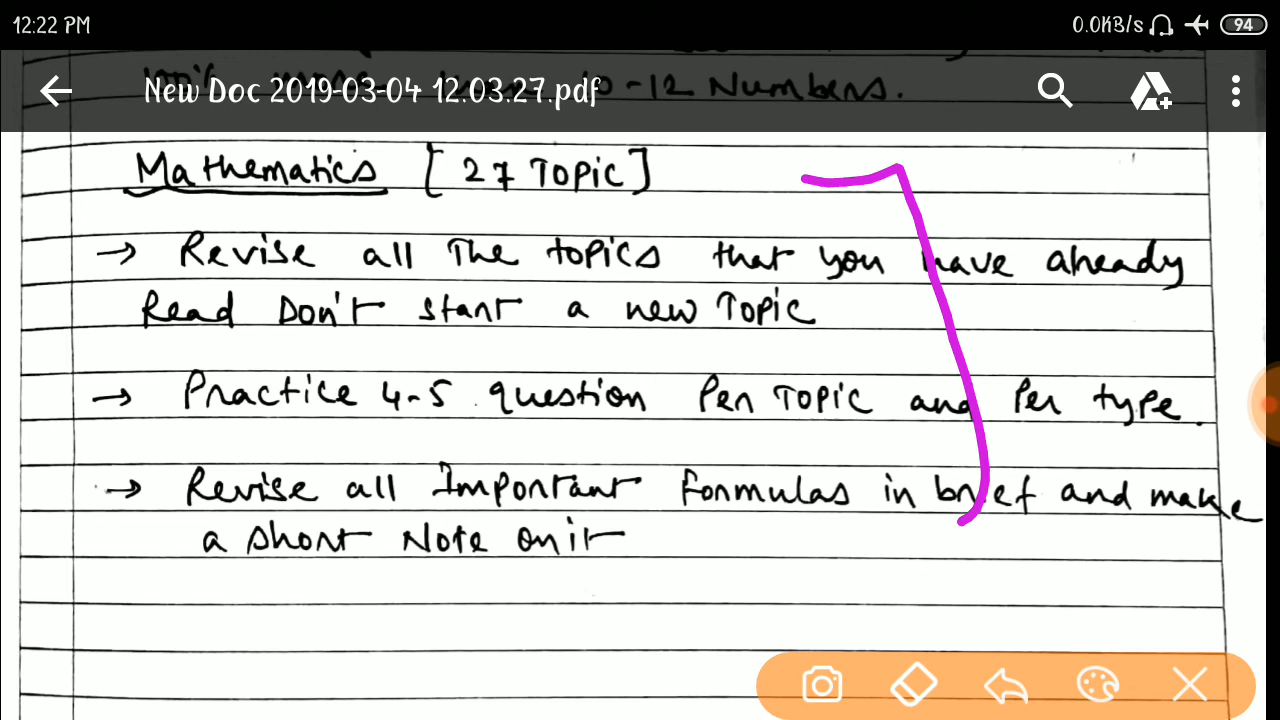 12:22 PM 0.0KB/s 94
New Doc 2019-03-04 12.03.27.pdf
10-12 Numbers.
Mathematics [27 Topic]
→ Revise all The topics that you have already
Read Don't start a new Topic
→ Practice 4-5 question Per Topic and Per type.
→ Revise all Important Formulas in brief and make
a short Note on it